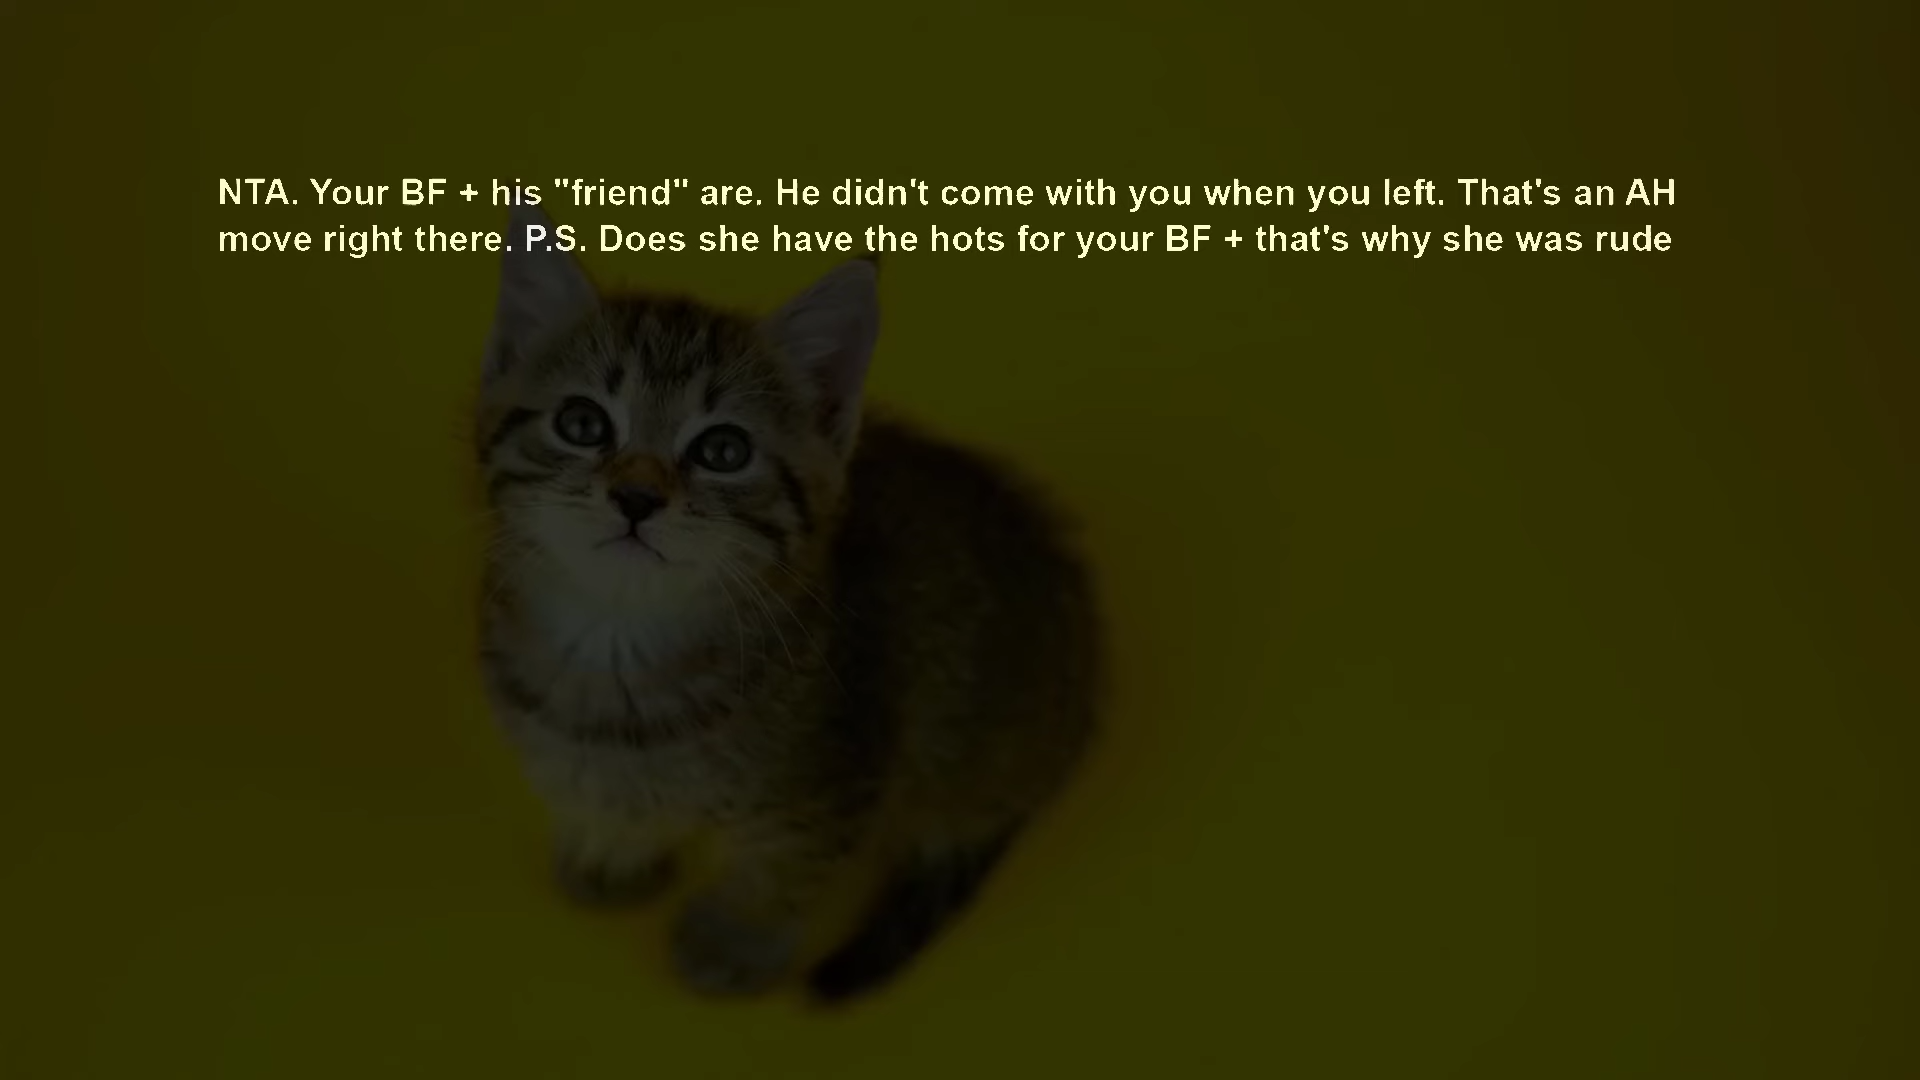 NTA. Your BF + his "friend" are. He didn't come with you when you left. That's an AH
move right there. P.S. Does she have the hots for your BF + that's why she was rude